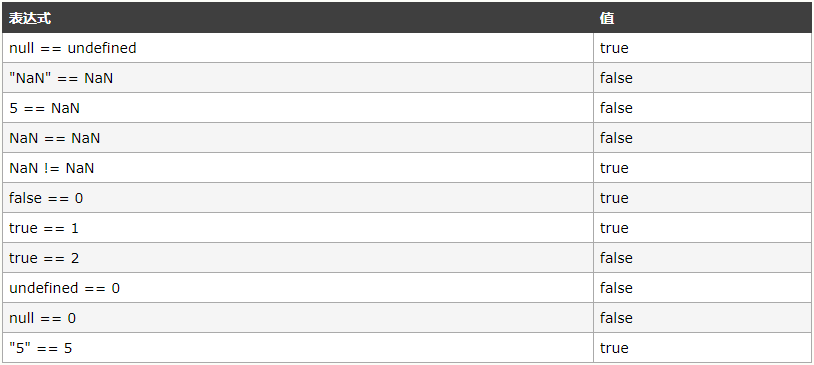 表达式 值
null == undefined true
"NaN" == NaN false
5 == NaN false
NaN == NaN false
NaN != NaN true
false == 0 true
true == 1 true
true == 2 false
undefined == 0 false
null == 0 false
"5" == 5 true